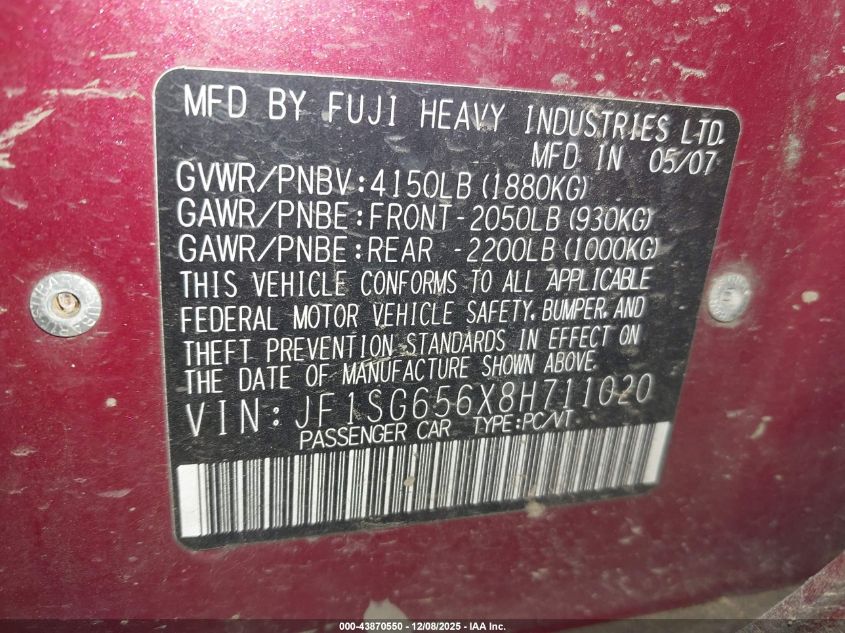 MFD BY FUJI HEAVY INDUSTRIES LTD.
MFD IN 05/07
GVWR/PNBV:4150LB (1880KG)
GAWR/PNBE:FRONT-2050LB (930KG)
GAWR/PNBE:REAR -2200LB (1000KG)
THIS VEHICLE CONFORMS TO ALL APPLICABLE
FEDERAL MOTOR VEHICLE SAFETY, BUMPER, AND
THEFT PREVENTION STANDARDS IN EFFECT ON
THE DATE OF MANUFACTURE SHOWN ABOVE.
VIN: JF1SG656X8H711020
PASSENGER CAR TYPE:PC/VT
000-43870550 - 12/08/2025 - IAA Inc.